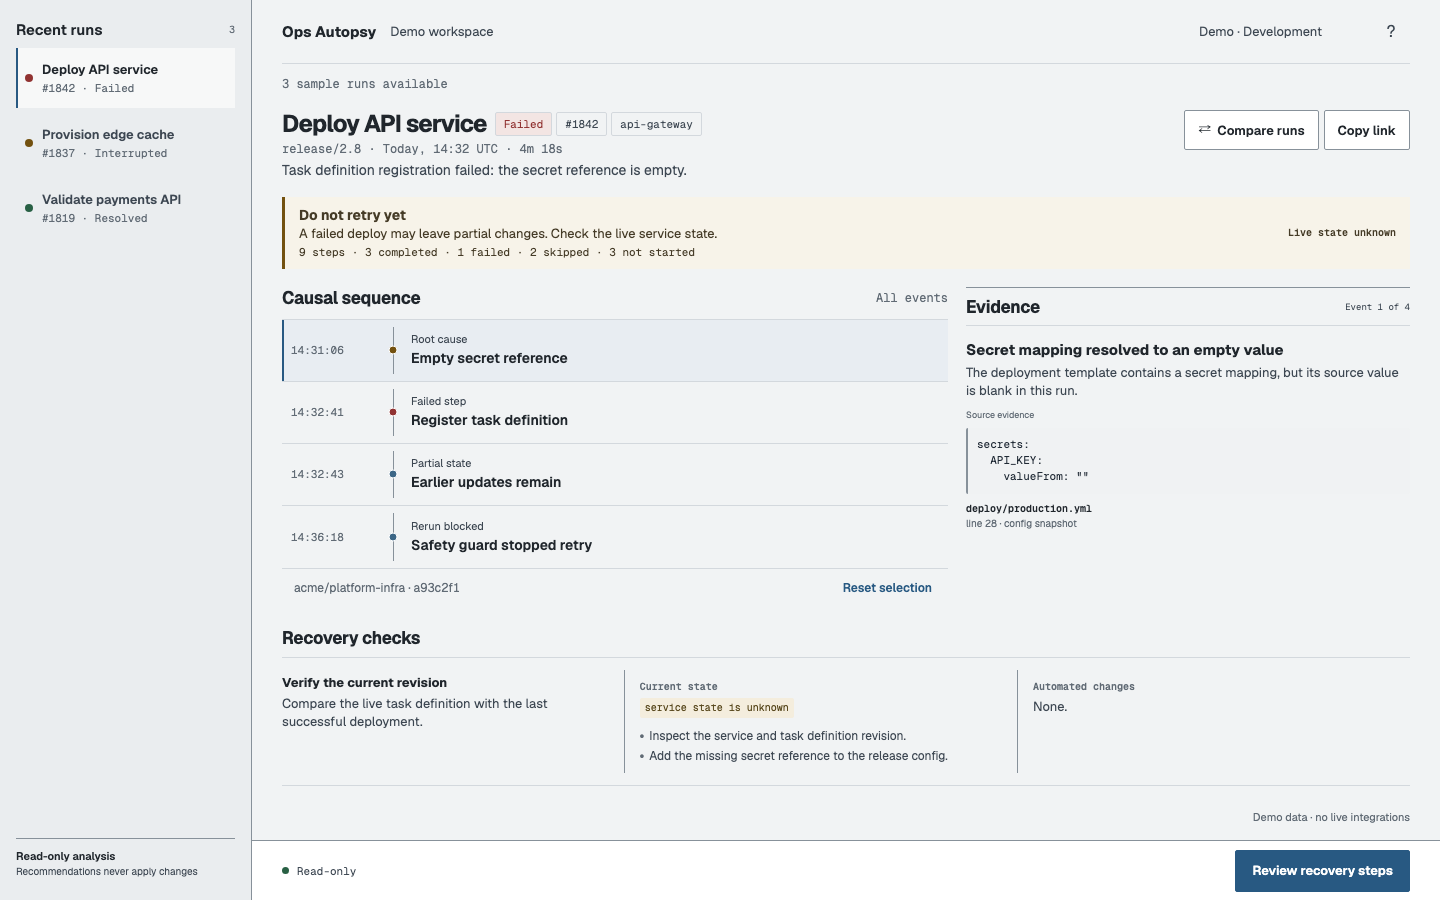 Recent runs
3
Deploy API service
#1842 · Failed
Provision edge cache
#1837 · Interrupted
Validate payments API
#1819 · Resolved
Read-only analysis
Recommendations never apply changes
Ops Autopsy
Demo workspace
Demo · Development
?
3 sample runs available
Deploy API service
Failed
#1842
api-gateway
⇄ Compare runs
Copy link
release/2.8 · Today, 14:32 UTC · 4m 18s
Task definition registration failed: the secret reference is empty.
Do not retry yet
A failed deploy may leave partial changes. Check the live service state.
9 steps · 3 completed · 1 failed · 2 skipped · 3 not started
Live state unknown
Causal sequence
All events
14:31:06
Root cause
Empty secret reference
14:32:41
Failed step
Register task definition
14:32:43
Partial state
Earlier updates remain
14:36:18
Rerun blocked
Safety guard stopped retry
acme/platform-infra · a93c2f1
Reset selection
Evidence
Event 1 of 4
Secret mapping resolved to an empty value
The deployment template contains a secret mapping, but its source value
is blank in this run.
Source evidence
secrets:
API_KEY:
valueFrom: ""
deploy/production.yml
line 28 · config snapshot
Recovery checks
Verify the current revision
Compare the live task definition with the last
successful deployment.
Current state
service state is unknown
• Inspect the service and task definition revision.
• Add the missing secret reference to the release config.
Automated changes
None.
Demo data · no live integrations
Read-only
Review recovery steps